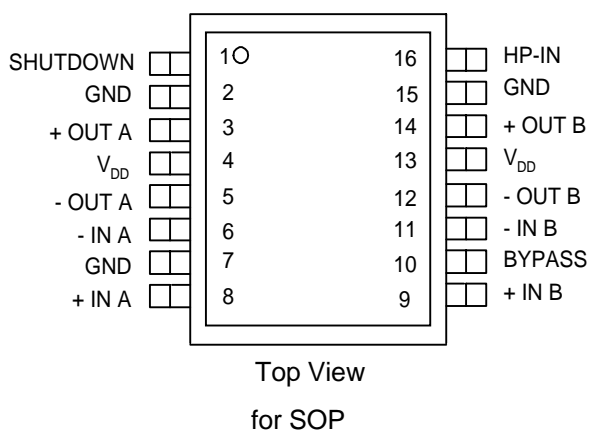 SHUTDOWN 1 16 HP-IN
GND 2 15 GND
+ OUT A 3 14 + OUT B
VDD 4 13 VDD
- OUT A 5 12 - OUT B
- IN A 6 11 - IN B
GND 7 10 BYPASS
+ IN A 8 9 + IN B
Top View
for SOP